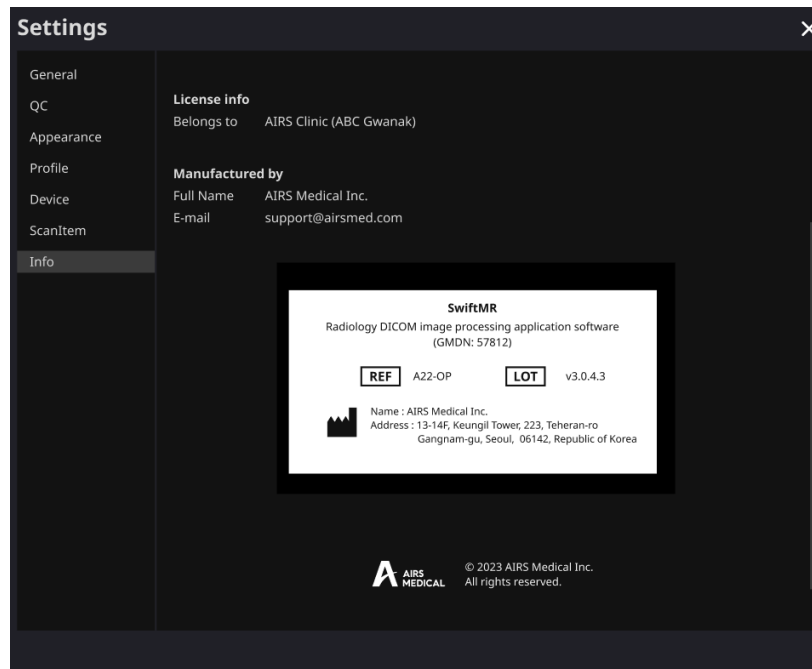 Settings
General
QC
Appearance
Profile
Device
ScanItem
Info
License info
Belongs to AIRS Clinic (ABC Gwanak)
Manufactured by
Full Name AIRS Medical Inc.
E-mail support@airsmed.com
SwiftMR
Radiology DICOM image processing application software
(GMDN: 57812)
REF A22-OP LOT v3.0.4.3
Name : AIRS Medical Inc.
Address : 13-14F, Keungil Tower, 223, Teheran-ro
Gangnam-gu, Seoul, 06142, Republic of Korea
AIRS
MEDICAL
© 2023 AIRS Medical Inc.
All rights reserved.